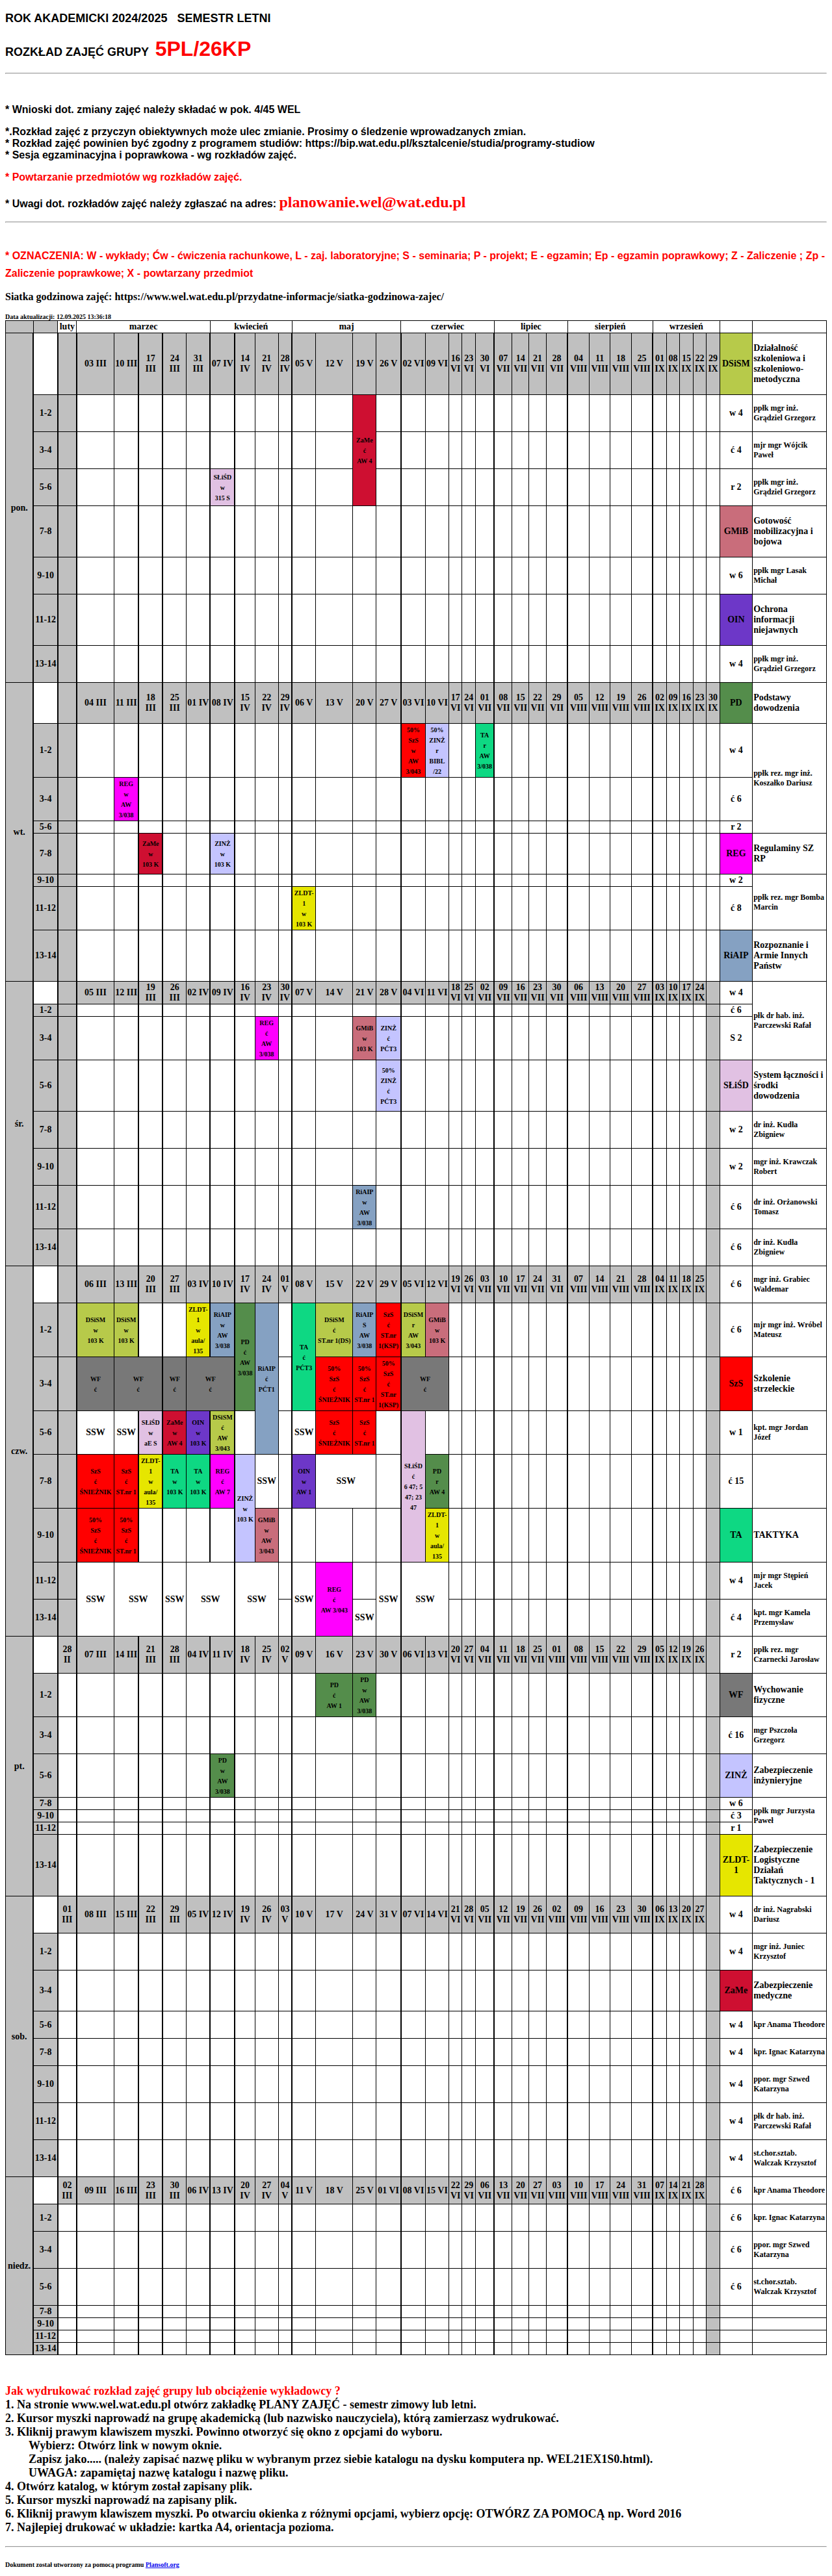 ROK AKADEMICKI 2024/2025 SEMESTR LETNI
ROZKŁAD ZAJĘĆ GRUPY 5PL/26KP
* Wnioski dot. zmiany zajęć należy składać w pok. 4/45 WEL
*.Rozkład zajęć z przyczyn obiektywnych może ulec zmianie. Prosimy o śledzenie wprowadzanych zmian.
* Rozkład zajęć powinien być zgodny z programem studiów: https://bip.wat.edu.pl/ksztalcenie/studia/programy-studiow
* Sesja egzaminacyjna i poprawkowa - wg rozkładów zajęć.
* Powtarzanie przedmiotów wg rozkładów zajęć.
* Uwagi dot. rozkładów zajęć należy zgłaszać na adres: planowanie.wel@wat.edu.pl
* OZNACZENIA: W - wykłady; Ćw - ćwiczenia rachunkowe, L - zaj. laboratoryjne; S - seminaria; P - projekt; E - egzamin; Ep - egzamin poprawkowy; Z - Zaliczenie ; Zp -
Zaliczenie poprawkowe; X - powtarzany przedmiot
Siatka godzinowa zajęć: https://www.wel.wat.edu.pl/przydatne-informacje/siatka-godzinowa-zajec/
Data aktualizacji: 12.09.2025 13:36:18
luty marzec kwiecień maj czerwiec lipiec sierpień wrzesień
pon. 03 III 10 III 17 III 24 III 31 III 07 IV 14 IV 21 IV 28 IV 05 V 12 V 19 V 26 V 02 VI 09 VI 16 VI 23 VI 30 VI 07 VII 14 VII 21 VII 28 VII 04 VIII 11 VIII 18 VIII 25 VIII 01 IX 08 IX 15 IX 22 IX 29 IX DSiSM Działalność szkoleniowa i szkoleniowo-metodyczna
1-2 ZaMe ć AW 4 w 4 ppłk mgr inż. Grądziel Grzegorz
3-4 ć 4 mjr mgr Wójcik Paweł
5-6 SŁiŚD w 315 S r 2 ppłk mgr inż. Grądziel Grzegorz
7-8 GMiB Gotowość mobilizacyjna i bojowa
9-10 w 6 ppłk mgr Lasak Michał
11-12 OIN Ochrona informacji niejawnych
13-14 w 4 ppłk mgr inż. Grądziel Grzegorz
wt. 04 III 11 III 18 III 25 III 01 IV 08 IV 15 IV 22 IV 29 IV 06 V 13 V 20 V 27 V 03 VI 10 VI 17 VI 24 VI 01 VII 08 VII 15 VII 22 VII 29 VII 05 VIII 12 VIII 19 VIII 26 VIII 02 IX 09 IX 16 IX 23 IX 30 IX PD Podstawy dowodzenia
1-2 50% SzS w AW 3/043 50% ZINŻ r BIBL /22 TA r AW 3/038 w 4 ppłk rez. mgr inż. Koszałko Dariusz
3-4 REG w AW 3/038 ć 6
5-6 r 2
7-8 ZaMe w 103 K ZINŻ w 103 K REG Regulaminy SZ RP
9-10 w 2 ppłk rez. mgr Bomba Marcin
11-12 ZLDT-1 w 103 K ć 8
13-14 RiAIP Rozpoznanie i Armie Innych Państw
śr. 05 III 12 III 19 III 26 III 02 IV 09 IV 16 IV 23 IV 30 IV 07 V 14 V 21 V 28 V 04 VI 11 VI 18 VI 25 VI 02 VII 09 VII 16 VII 23 VII 30 VII 06 VIII 13 VIII 20 VIII 27 VIII 03 IX 10 IX 17 IX 24 IX w 4 płk dr hab. inż. Parczewski Rafał
1-2 ć 6
3-4 REG ć AW 3/038 GMiB w 103 K ZINŻ ć PĆT3 S 2
5-6 50% ZINŻ ć PĆT3 SŁiŚD System łączności i środki dowodzenia
7-8 w 2 dr inż. Kudła Zbigniew
9-10 w 2 mgr inż. Krawczak Robert
11-12 RiAIP w AW 3/038 ć 6 dr inż. Orżanowski Tomasz
13-14 ć 6 dr inż. Kudła Zbigniew
czw. 06 III 13 III 20 III 27 III 03 IV 10 IV 17 IV 24 IV 01 V 08 V 15 V 22 V 29 V 05 VI 12 VI 19 VI 26 VI 03 VII 10 VII 17 VII 24 VII 31 VII 07 VIII 14 VIII 21 VIII 28 VIII 04 IX 11 IX 18 IX 25 IX ć 6 mgr inż. Grabiec Waldemar
1-2 DSiSM w 103 K DSiSM w 103 K ZLDT-1 w aula/ 135 RiAIP w AW 3/038 PD ć AW 3/038 RiAIP ć PĆT1 TA ć PĆT3 DSiSM ć ST.nr 1(DS) RiAIP S AW 3/038 SzS ć ST.nr 1(KSP) DSiSM r AW 3/043 GMiB w 103 K ć 6 mjr mgr inż. Wróbel Mateusz
3-4 WF ć WF ć WF ć WF ć 50% SzS ć ŚNIEŻNIK 50% SzS ć ST.nr 1 50% SzS ć ST.nr 1(KSP) WF ć SzS Szkolenie strzeleckie
5-6 SSW SSW SŁiŚD w aE S ZaMe w AW 4 OIN w 103 K DSiSM ć AW 3/043 SSW SzS ć ŚNIEŻNIK SzS ć ST.nr 1 SŁiŚD ć 6 47; 5 47; 23 47 w 1 kpt. mgr Jordan Józef
7-8 SzS ć ŚNIEŻNIK SzS ć ST.nr 1 ZLDT-1 w aula/ 135 TA w 103 K TA w 103 K REG ć AW 7 ZINŻ w 103 K SSW OIN w AW 1 SSW PD r AW 4 ć 15
9-10 50% SzS ć ŚNIEŻNIK 50% SzS ć ST.nr 1 GMiB w AW 3/043 ZLDT-1 w aula/ 135 TA TAKTYKA
11-12 SSW SSW SSW SSW SSW SSW REG ć AW 3/043 SSW SSW w 4 mjr mgr Stępień Jacek
13-14 SSW ć 4 kpt. mgr Kamela Przemysław
pt. 28 II 07 III 14 III 21 III 28 III 04 IV 11 IV 18 IV 25 IV 02 V 09 V 16 V 23 V 30 V 06 VI 13 VI 20 VI 27 VI 04 VII 11 VII 18 VII 25 VII 01 VIII 08 VIII 15 VIII 22 VIII 29 VIII 05 IX 12 IX 19 IX 26 IX r 2 ppłk rez. mgr Czarnecki Jarosław
1-2 PD ć AW 1 PD w AW 3/038 WF Wychowanie fizyczne
3-4 ć 16 mgr Pszczoła Grzegorz
5-6 PD w AW 3/038 ZINŻ Zabezpieczenie inżynieryjne
7-8 w 6 ppłk mgr Jurzysta Paweł
9-10 ć 3
11-12 r 1
13-14 ZLDT-1 Zabezpieczenie Logistyczne Działań Taktycznych - 1
sob. 01 III 08 III 15 III 22 III 29 III 05 IV 12 IV 19 IV 26 IV 03 V 10 V 17 V 24 V 31 V 07 VI 14 VI 21 VI 28 VI 05 VII 12 VII 19 VII 26 VII 02 VIII 09 VIII 16 VIII 23 VIII 30 VIII 06 IX 13 IX 20 IX 27 IX w 4 dr inż. Nagrabski Dariusz
1-2 w 4 mgr inż. Juniec Krzysztof
3-4 ZaMe Zabezpieczenie medyczne
5-6 w 4 kpr Anama Theodore
7-8 w 4 kpr. Ignac Katarzyna
9-10 w 4 ppor. mgr Szwed Katarzyna
11-12 w 4 płk dr hab. inż. Parczewski Rafał
13-14 w 4 st.chor.sztab. Walczak Krzysztof
niedz. 02 III 09 III 16 III 23 III 30 III 06 IV 13 IV 20 IV 27 IV 04 V 11 V 18 V 25 V 01 VI 08 VI 15 VI 22 VI 29 VI 06 VII 13 VII 20 VII 27 VII 03 VIII 10 VIII 17 VIII 24 VIII 31 VIII 07 IX 14 IX 21 IX 28 IX ć 6 kpr Anama Theodore
1-2 ć 6 kpr. Ignac Katarzyna
3-4 ć 6 ppor. mgr Szwed Katarzyna
5-6 ć 6 st.chor.sztab. Walczak Krzysztof
7-8
9-10
11-12
13-14
Jak wydrukować rozkład zajęć grupy lub obciążenie wykładowcy ?
1. Na stronie www.wel.wat.edu.pl otwórz zakładkę PLANY ZAJĘĆ - semestr zimowy lub letni.
2. Kursor myszki naprowadź na grupę akademicką (lub nazwisko nauczyciela), którą zamierzasz wydrukować.
3. Kliknij prawym klawiszem myszki. Powinno otworzyć się okno z opcjami do wyboru.
Wybierz: Otwórz link w nowym oknie.
Zapisz jako..... (należy zapisać nazwę pliku w wybranym przez siebie katalogu na dysku komputera np. WEL21EX1S0.html).
UWAGA: zapamiętaj nazwę katalogu i nazwę pliku.
4. Otwórz katalog, w którym został zapisany plik.
5. Kursor myszki naprowadź na zapisany plik.
6. Kliknij prawym klawiszem myszki. Po otwarciu okienka z różnymi opcjami, wybierz opcję: OTWÓRZ ZA POMOCĄ np. Word 2016
7. Najlepiej drukować w układzie: kartka A4, orientacja pozioma.
Dokument został utworzony za pomocą programu Plansoft.org